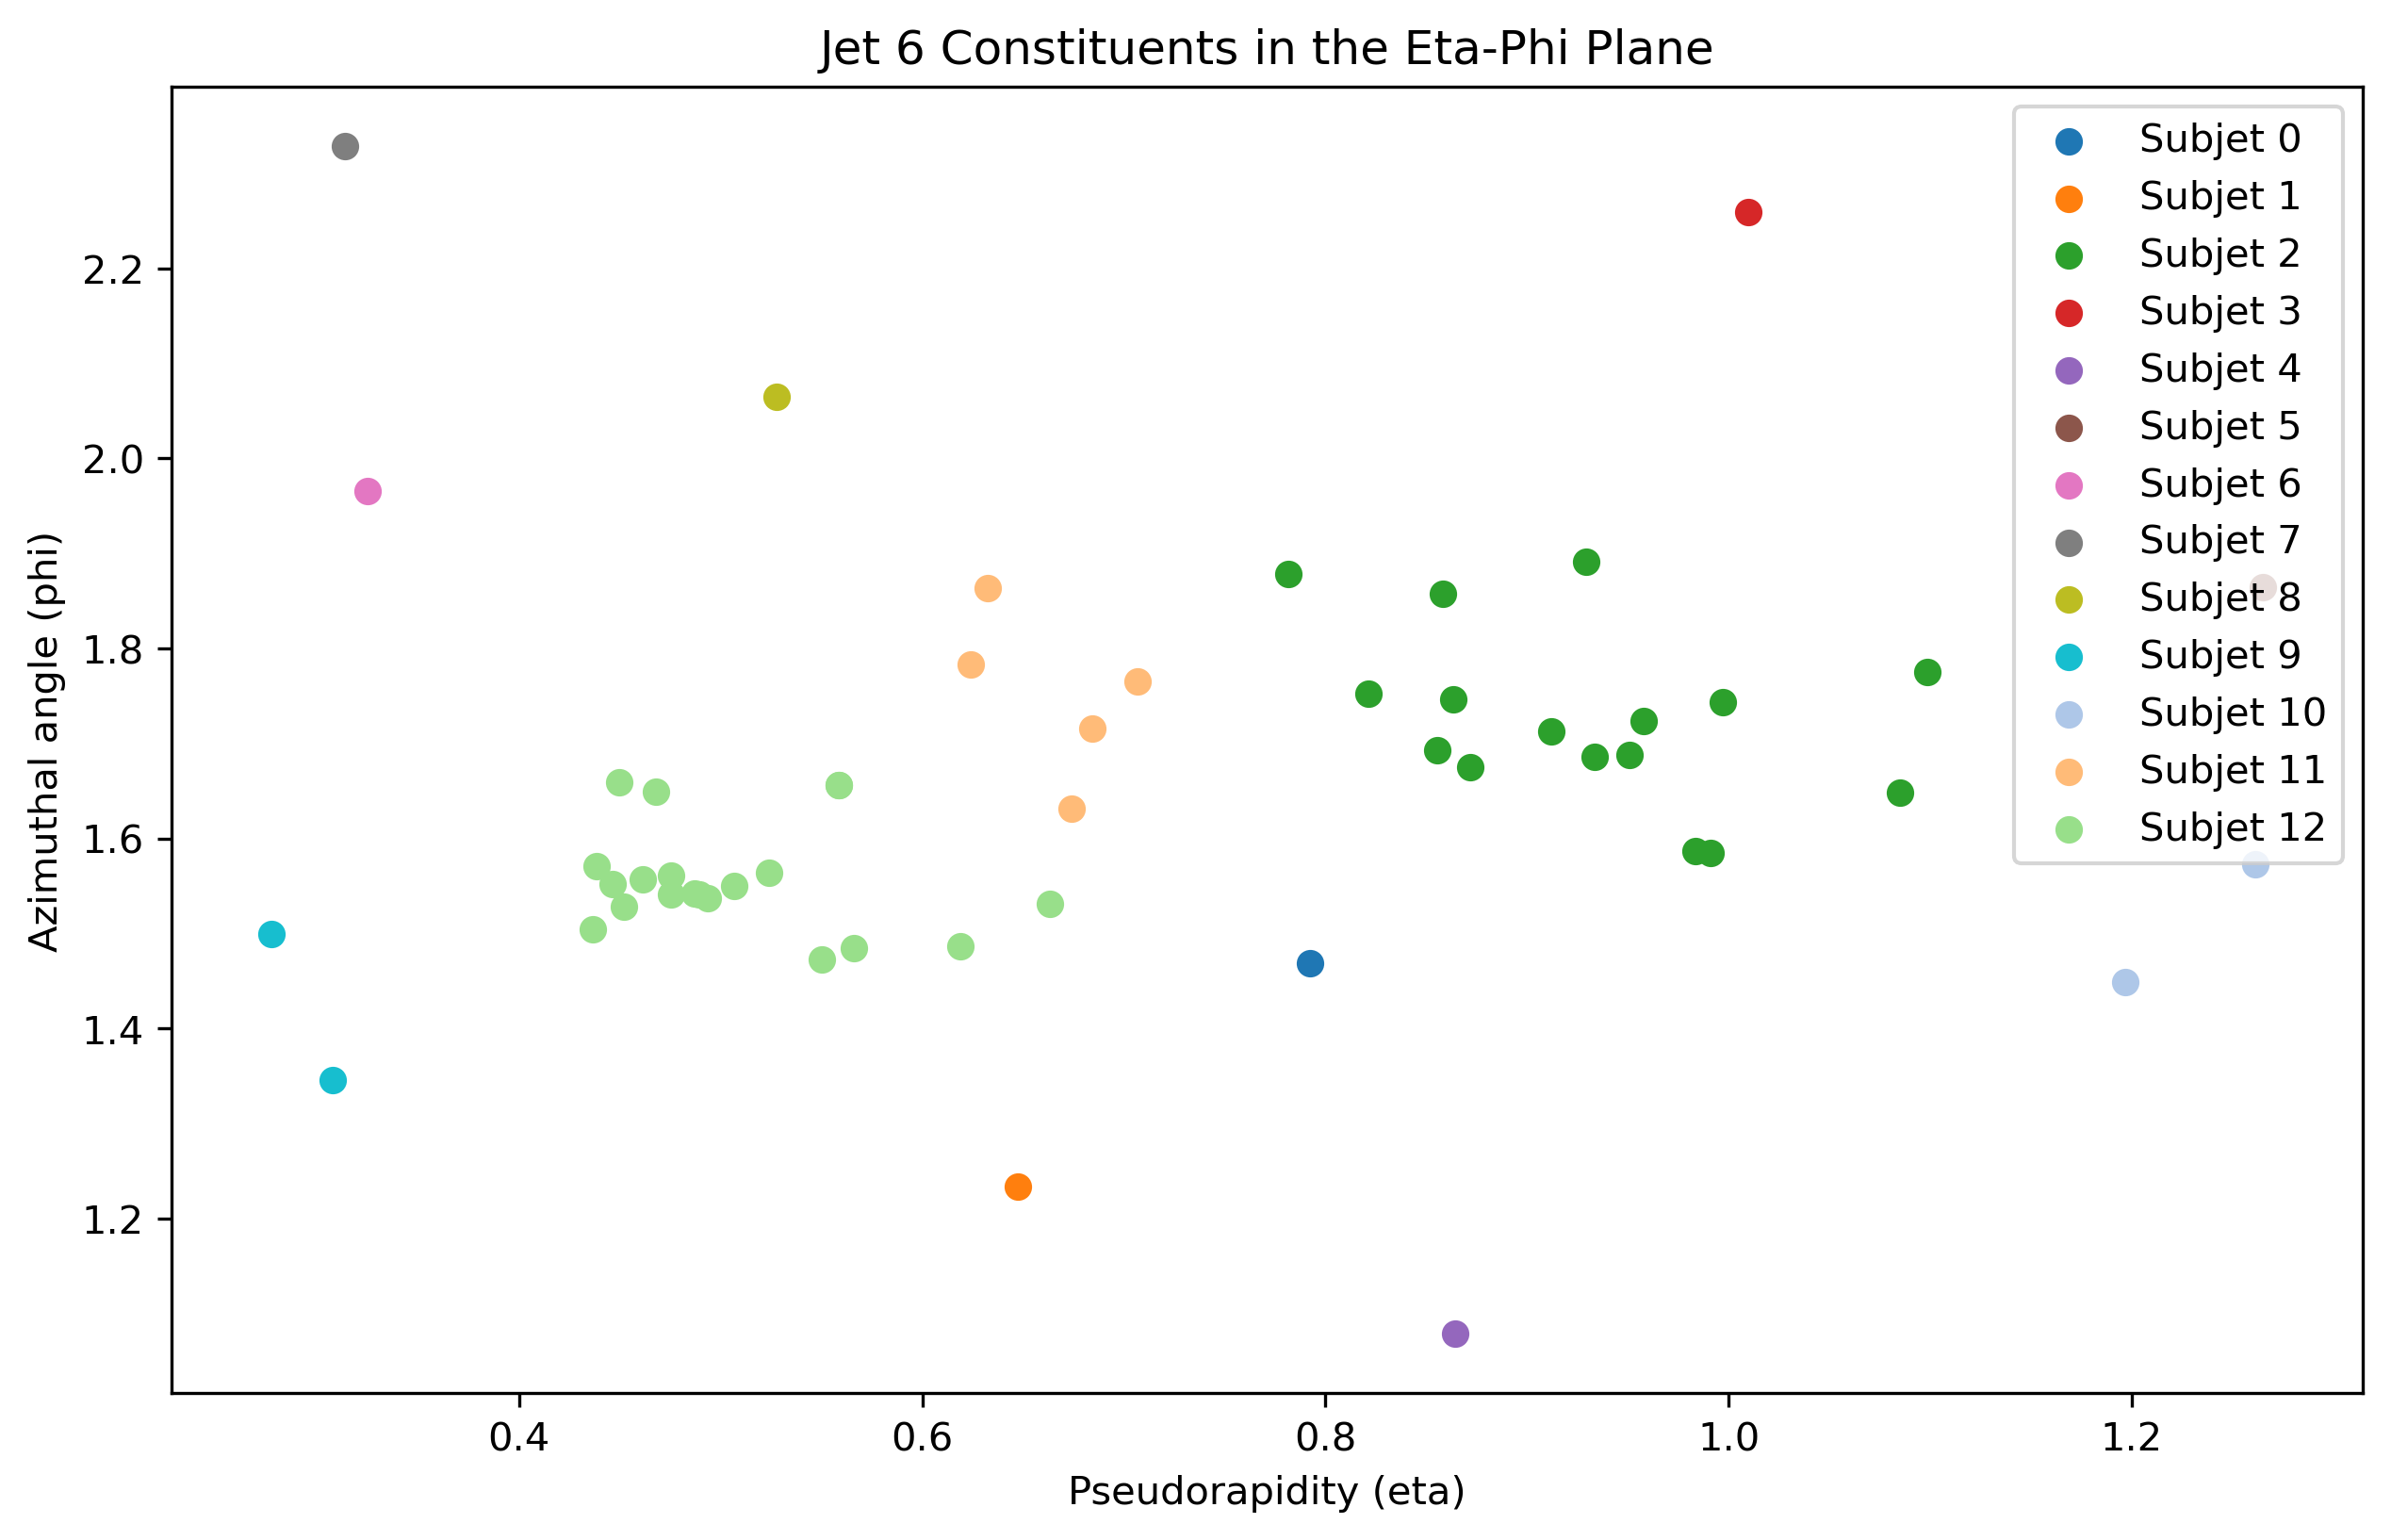 Jet 6 Constituents in the Eta-Phi Plane
Subjet 0
Subjet 1
Subjet 2
Subjet 3
Subjet 4
Subjet 5
Subjet 6
Subjet 7
Subjet 8
Subjet 9
Subjet 10
Subjet 11
Subjet 12
Azimuthal angle (phi)
2.2
2.0
1.8
1.6
1.4
1.2
0.4 0.6 0.8 1.0 1.2
Pseudorapidity (eta)